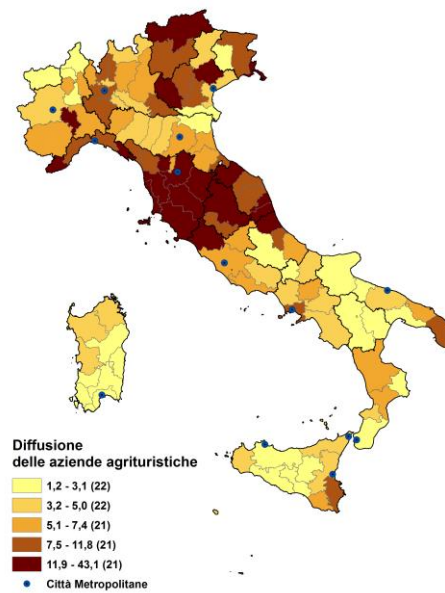 Diffusione
delle aziende agrituristiche
1,2 - 3,1 (22)
3,2 - 5,0 (22)
5,1 - 7,4 (21)
7,5 - 11,8 (21)
11,9 - 43,1 (21)
Città Metropolitane